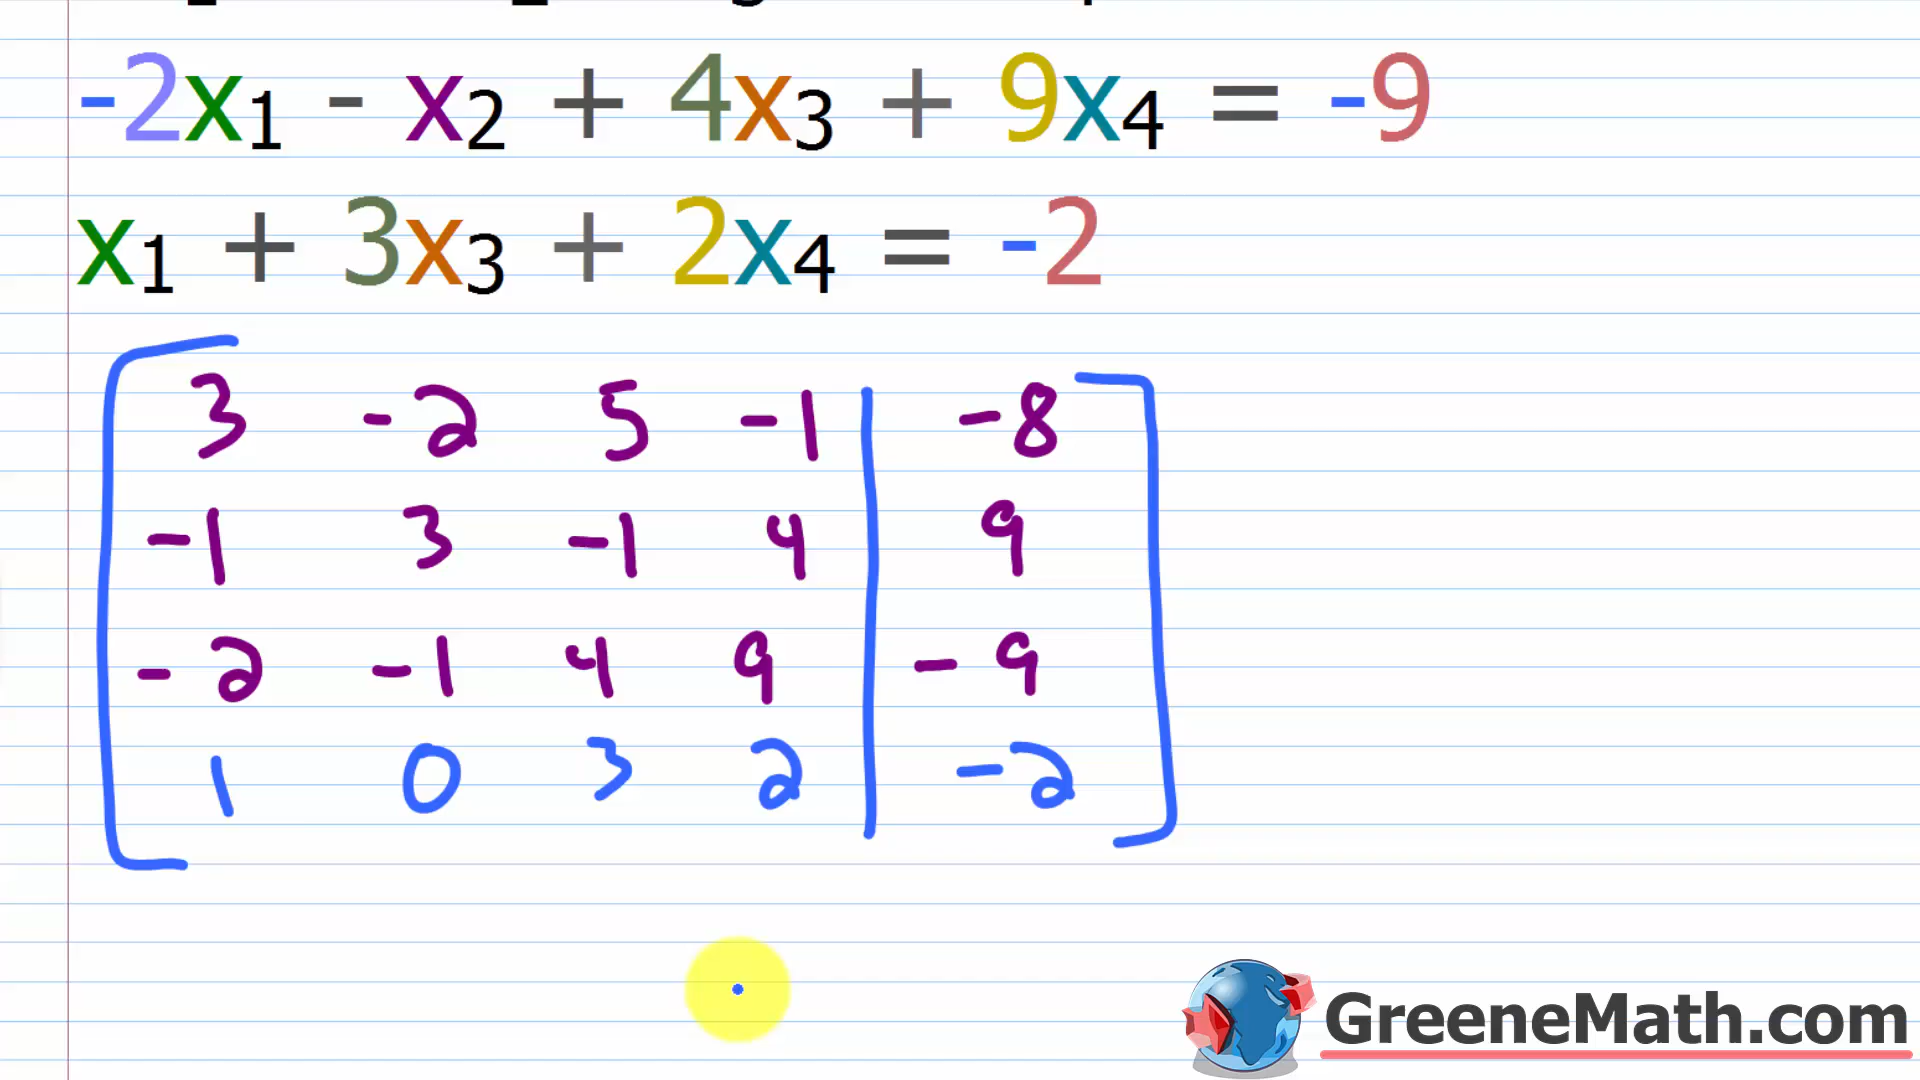 -2x₁ - x₂ + 4x₃ + 9x₄ = -9
x₁ + 3x₃ + 2x₄ = -2
3 -2 5 -1 | -8
-1 3 -1 4 | 9
-2 -1 4 9 | -9
1 0 3 2 | -2
GreeneMath.com